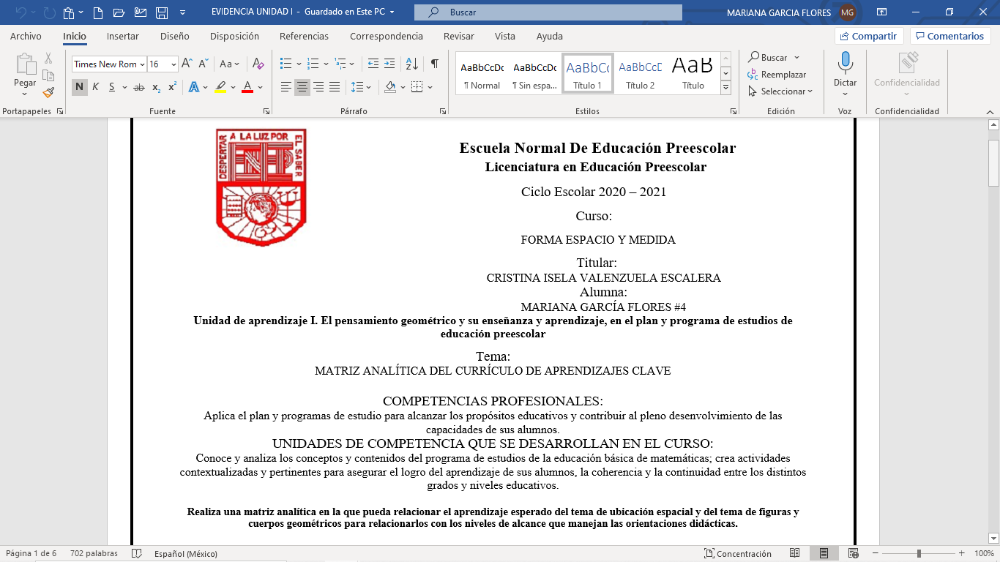 EVIDENCIA UNIDAD I - Guardado en Este PC
Buscar
MARIANA GARCIA FLORES MG
Archivo Inicio Insertar Diseño Disposición Referencias Correspondencia Revisar Vista Ayuda Compartir Comentarios
Pegar
Portapapeles
Times New Rom 16 A A Aa A
N K S ab x₂ x² A A
Fuente
¶
Párrafo
AaBbCcDc AaBbCcDc AaBbCc AaBbCcD AaB
¶ Normal ¶ Sin espa... Título 1 Título 2 Título
Estilos
Buscar
Reemplazar
Seleccionar
Edición
Dictar
Voz
Confidencialidad
Confidencialidad
DESPERTAR A LA LUZ POR EL SABER
ENEP
Escuela Normal De Educación Preescolar
Licenciatura en Educación Preescolar
Ciclo Escolar 2020 – 2021
Curso:
FORMA ESPACIO Y MEDIDA
Titular:
CRISTINA ISELA VALENZUELA ESCALERA
Alumna:
MARIANA GARCÍA FLORES #4
Unidad de aprendizaje I. El pensamiento geométrico y su enseñanza y aprendizaje, en el plan y programa de estudios de
educación preescolar
Tema:
MATRIZ ANALÍTICA DEL CURRÍCULO DE APRENDIZAJES CLAVE
COMPETENCIAS PROFESIONALES:
Aplica el plan y programas de estudio para alcanzar los propósitos educativos y contribuir al pleno desenvolvimiento de las
capacidades de sus alumnos.
UNIDADES DE COMPETENCIA QUE SE DESARROLLAN EN EL CURSO:
Conoce y analiza los conceptos y contenidos del programa de estudios de la educación básica de matemáticas; crea actividades
contextualizadas y pertinentes para asegurar el logro del aprendizaje de sus alumnos, la coherencia y la continuidad entre los distintos
grados y niveles educativos.
Realiza una matriz analítica en la que pueda relacionar el aprendizaje esperado del tema de ubicación espacial y del tema de figuras y
cuerpos geométricos para relacionarlos con los niveles de alcance que manejan las orientaciones didácticas.
Página 1 de 6 702 palabras Español (México) Concentración 100%